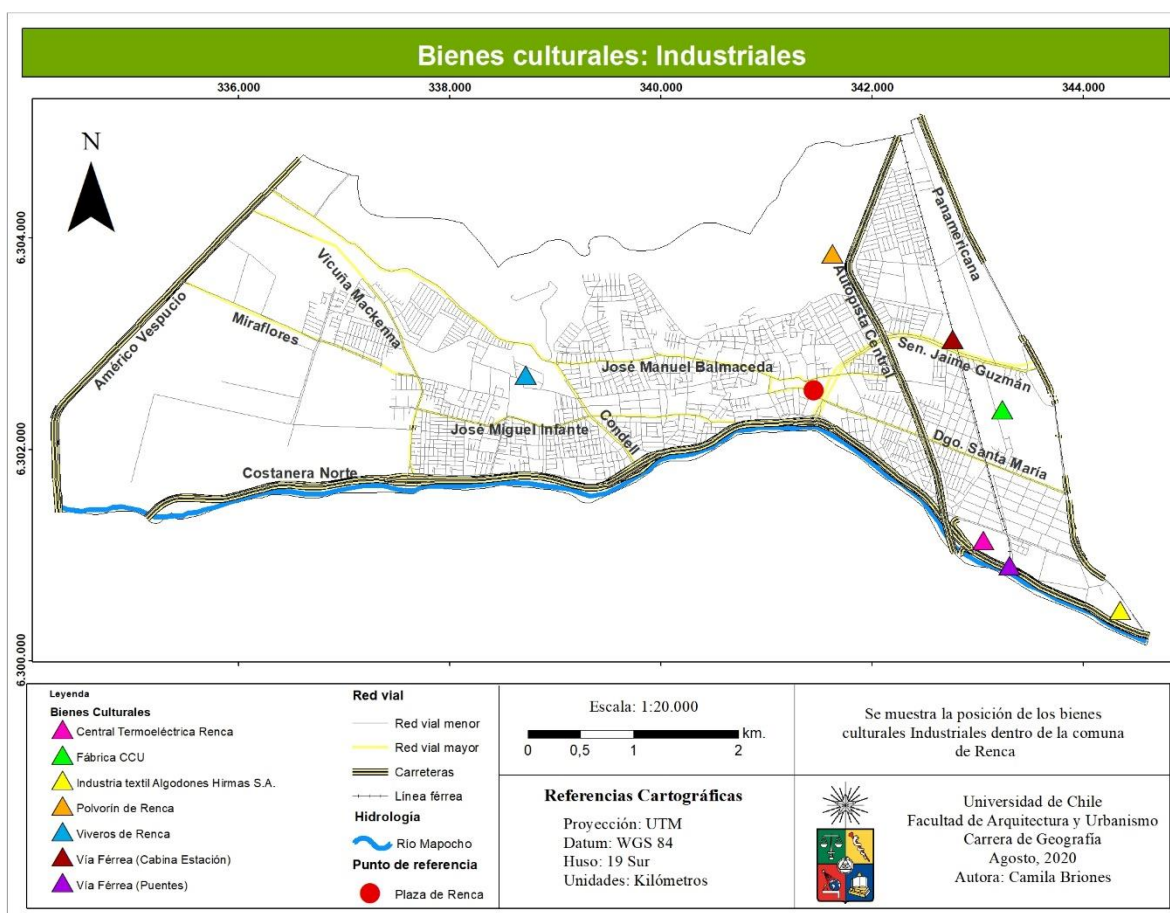 Bienes culturales: Industriales
336.000
338.000
340.000
342.000
344.000
N
6.304.000
6.302.000
6.300.000
Panamericana
Vicuña Mackenna
Autopista Central
Américo Vespucio
Miraflores
Sen. Jaime Guzmán
José Manuel Balmaceda
Condell
José Miguel Infante
Dgo. Santa María
Costanera Norte
Leyenda
Bienes Culturales
Central Termoeléctrica Renca
Fábrica CCU
Industria textil Algodones Hirmas S.A.
Polvorín de Renca
Viveros de Renca
Vía Férrea (Cabina Estación)
Vía Férrea (Puentes)
Red vial
Red vial menor
Red vial mayor
Carreteras
Línea férrea
Hidrología
Río Mapocho
Punto de referencia
Plaza de Renca
Escala: 1:20.000
km.
0 0,5 1 2
Referencias Cartográficas
Proyección: UTM
Datum: WGS 84
Huso: 19 Sur
Unidades: Kilómetros
Se muestra la posición de los bienes
culturales Industriales dentro de la comuna
de Renca
Universidad de Chile
Facultad de Arquitectura y Urbanismo
Carrera de Geografía
Agosto, 2020
Autora: Camila Briones